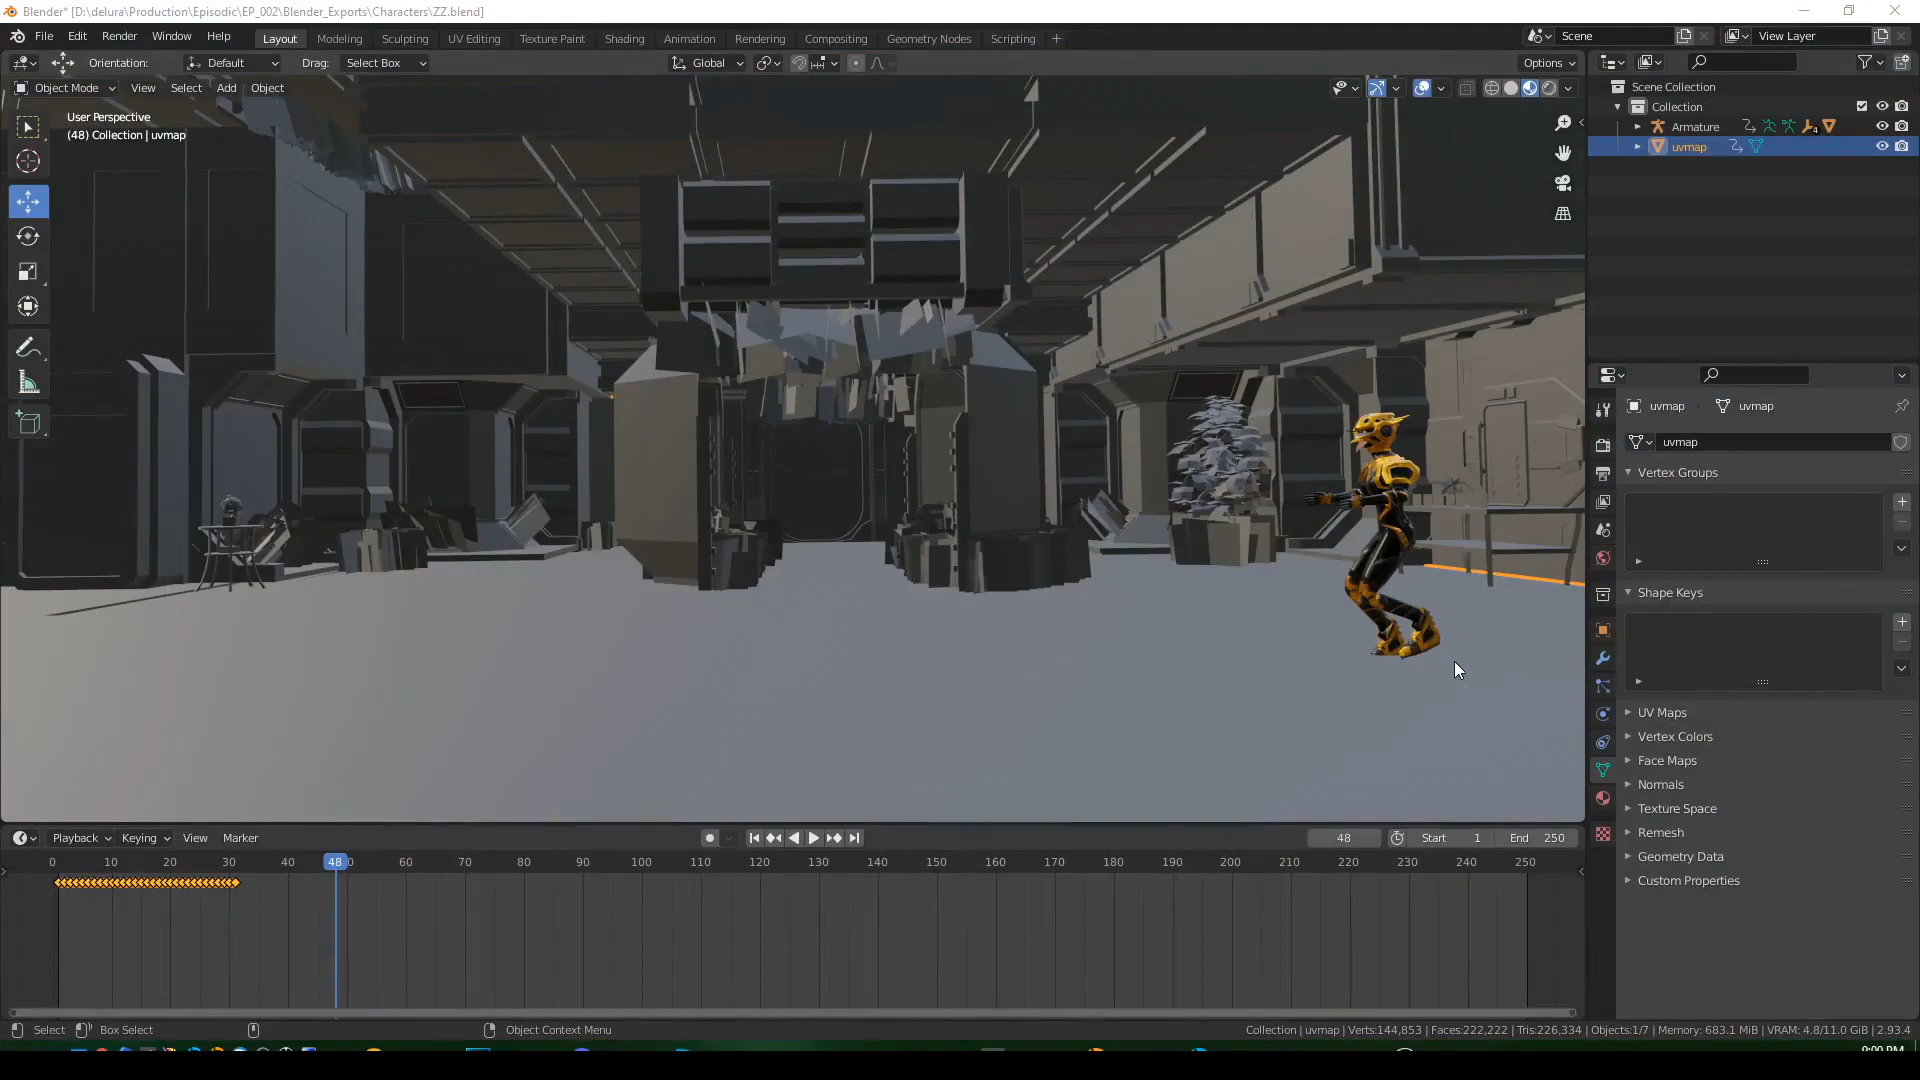 Blender* [D:\delura\Production\Episodic\EP_002\Blender_Exports\Characters\ZZ.blend]
File Edit Render Window Help Layout Modeling Sculpting UV Editing Texture Paint Shading Animation Rendering Compositing Geometry Nodes Scripting + Scene View Layer
Orientation: Default Drag: Select Box Global Options
Object Mode View Select Add Object
User Perspective
(48) Collection | uvmap
Scene Collection
Collection
Armature 4
uvmap
uvmap uvmap
uvmap
Vertex Groups
Shape Keys
UV Maps
Vertex Colors
Face Maps
Normals
Texture Space
Remesh
Geometry Data
Custom Properties
Playback Keying View Marker 48 Start 1 End 250
0 10 20 30 40 48 60 70 80 90 100 110 120 130 140 150 160 170 180 190 200 210 220 230 240 250
Select Box Select Object Context Menu Collection | uvmap | Verts:144,853 | Faces:222,222 | Tris:226,334 | Objects:1/7 | Memory: 683.1 MiB | VRAM: 4.8/11.0 GiB | 2.93.4